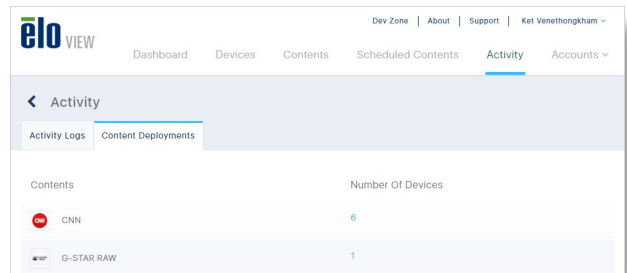 Dev Zone | About | Support | Ket Venethongkham
elo VIEW
Dashboard Devices Contents Scheduled Contents Activity Accounts
Activity
Activity Logs Content Deployments
Contents Number Of Devices
CNN CNN 6
G-STAR RAW 1